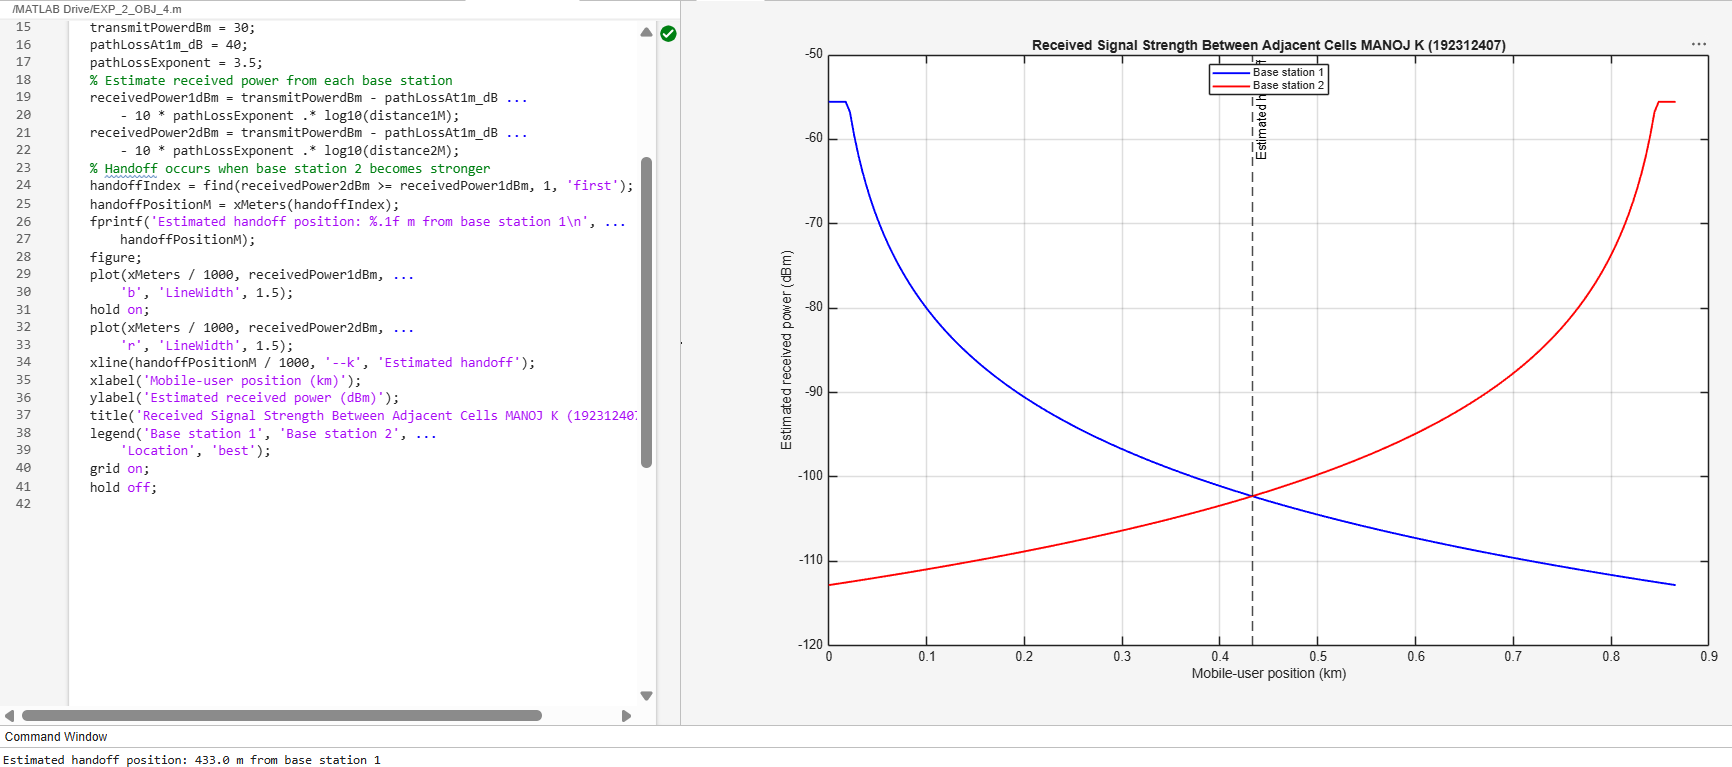 /MATLAB Drive/EXP_2_OBJ_4.m
15 transmitPowerdBm = 30;
16 pathLossAt1m_dB = 40;
17 pathLossExponent = 3.5;
18 % Estimate received power from each base station
19 receivedPower1dBm = transmitPowerdBm - pathLossAt1m_dB ...
20 - 10 * pathLossExponent .* log10(distance1M);
21 receivedPower2dBm = transmitPowerdBm - pathLossAt1m_dB ...
22 - 10 * pathLossExponent .* log10(distance2M);
23 % Handoff occurs when base station 2 becomes stronger
24 handoffIndex = find(receivedPower2dBm >= receivedPower1dBm, 1, 'first');
25 handoffPositionM = xMeters(handoffIndex);
26 fprintf('Estimated handoff position: %.1f m from base station 1\n', ...
27 handoffPositionM);
28 figure;
29 plot(xMeters / 1000, receivedPower1dBm, ...
30 'b', 'LineWidth', 1.5);
31 hold on;
32 plot(xMeters / 1000, receivedPower2dBm, ...
33 'r', 'LineWidth', 1.5);
34 xline(handoffPositionM / 1000, '--k', 'Estimated handoff');
35 xlabel('Mobile-user position (km)');
36 ylabel('Estimated received power (dBm)');
37 title('Received Signal Strength Between Adjacent Cells MANOJ K (19231240
38 legend('Base station 1', 'Base station 2', ...
39 'Location', 'best');
40 grid on;
41 hold off;
42
Received Signal Strength Between Adjacent Cells MANOJ K (192312407)
Base station 1
Base station 2
Estimated
-50
-60
-70
-80
-90
-100
-110
-120
Estimated received power (dBm)
0 0.1 0.2 0.3 0.4 0.5 0.6 0.7 0.8 0.9
Mobile-user position (km)
Command Window
Estimated handoff position: 433.0 m from base station 1